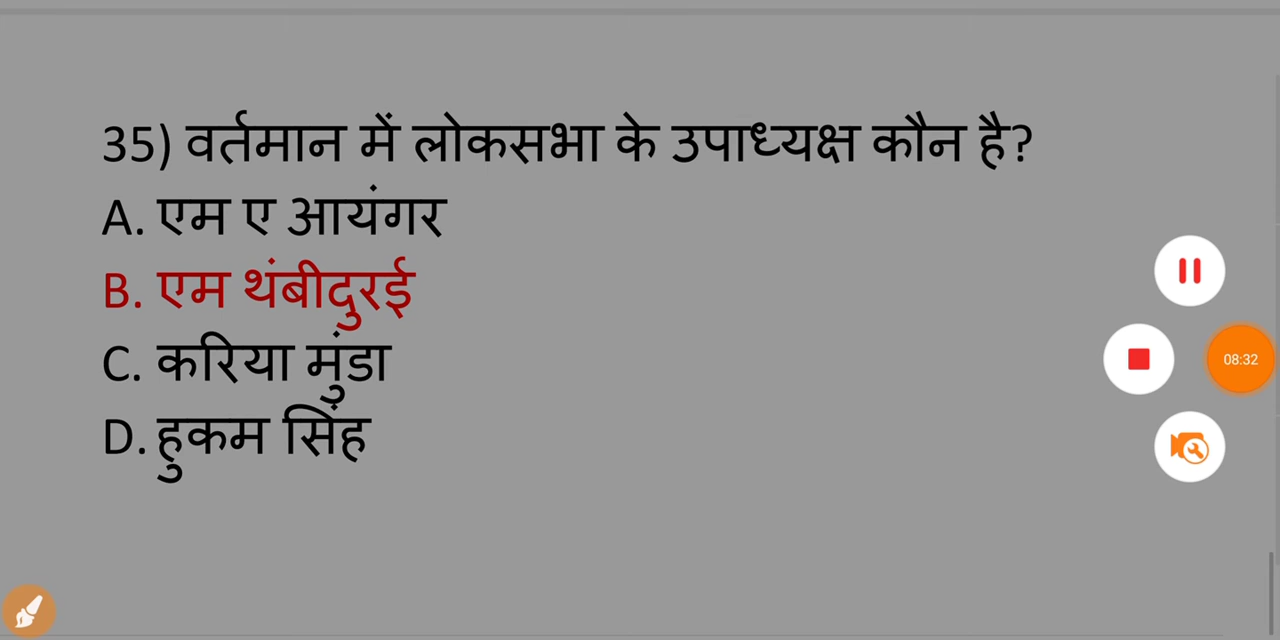 35) वर्तमान में लोकसभा के उपाध्यक्ष कौन है?
A. एम ए आयंगर
B. एम थंबीदुरई
C. करिया मुंडा
D. हुकम सिंह
08:32